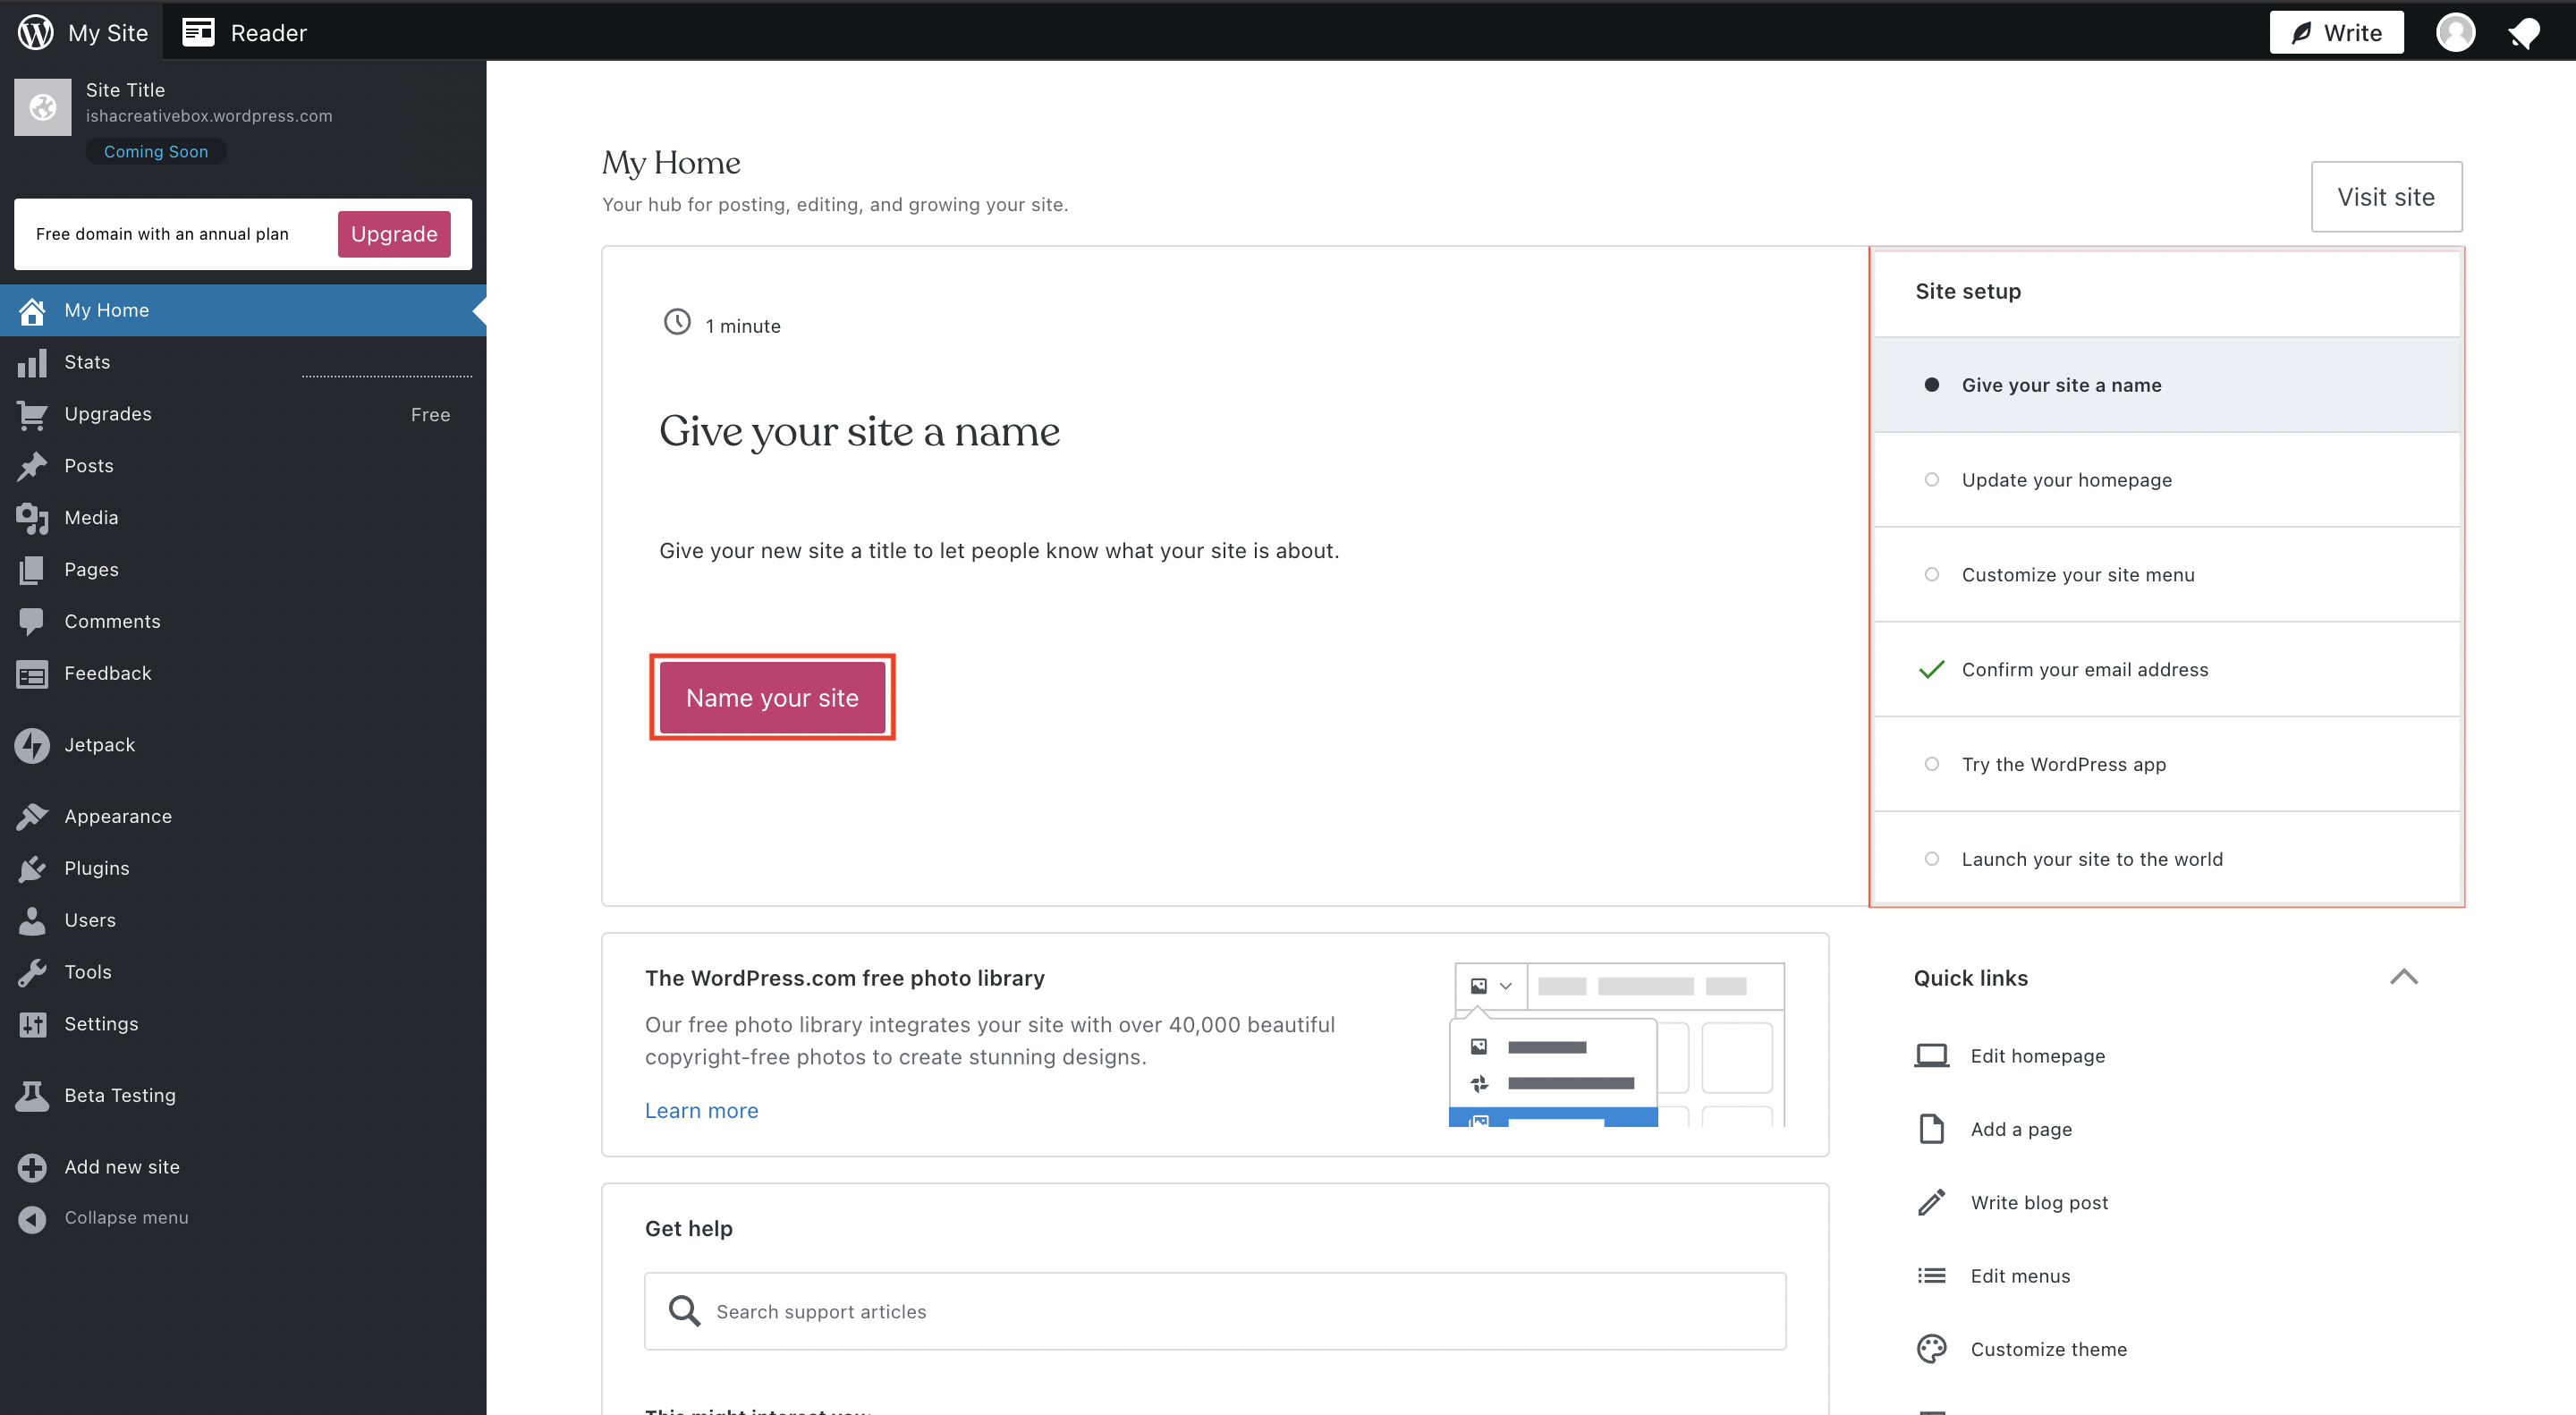 My Site
Reader
Write
Site Title
ishacreativebox.wordpress.com
Coming Soon
Free domain with an annual plan
Upgrade
My Home
Stats
Upgrades
Free
Posts
Media
Pages
Comments
Feedback
Jetpack
Appearance
Plugins
Users
Tools
Settings
Beta Testing
Add new site
Collapse menu
My Home
Your hub for posting, editing, and growing your site.
Visit site
1 minute
Give your site a name
Give your new site a title to let people know what your site is about.
Name your site
Site setup
Give your site a name
Update your homepage
Customize your site menu
Confirm your email address
Try the WordPress app
Launch your site to the world
The WordPress.com free photo library
Our free photo library integrates your site with over 40,000 beautiful
copyright-free photos to create stunning designs.
Learn more
Get help
Search support articles
This might interest you
Quick links
Edit homepage
Add a page
Write blog post
Edit menus
Customize theme